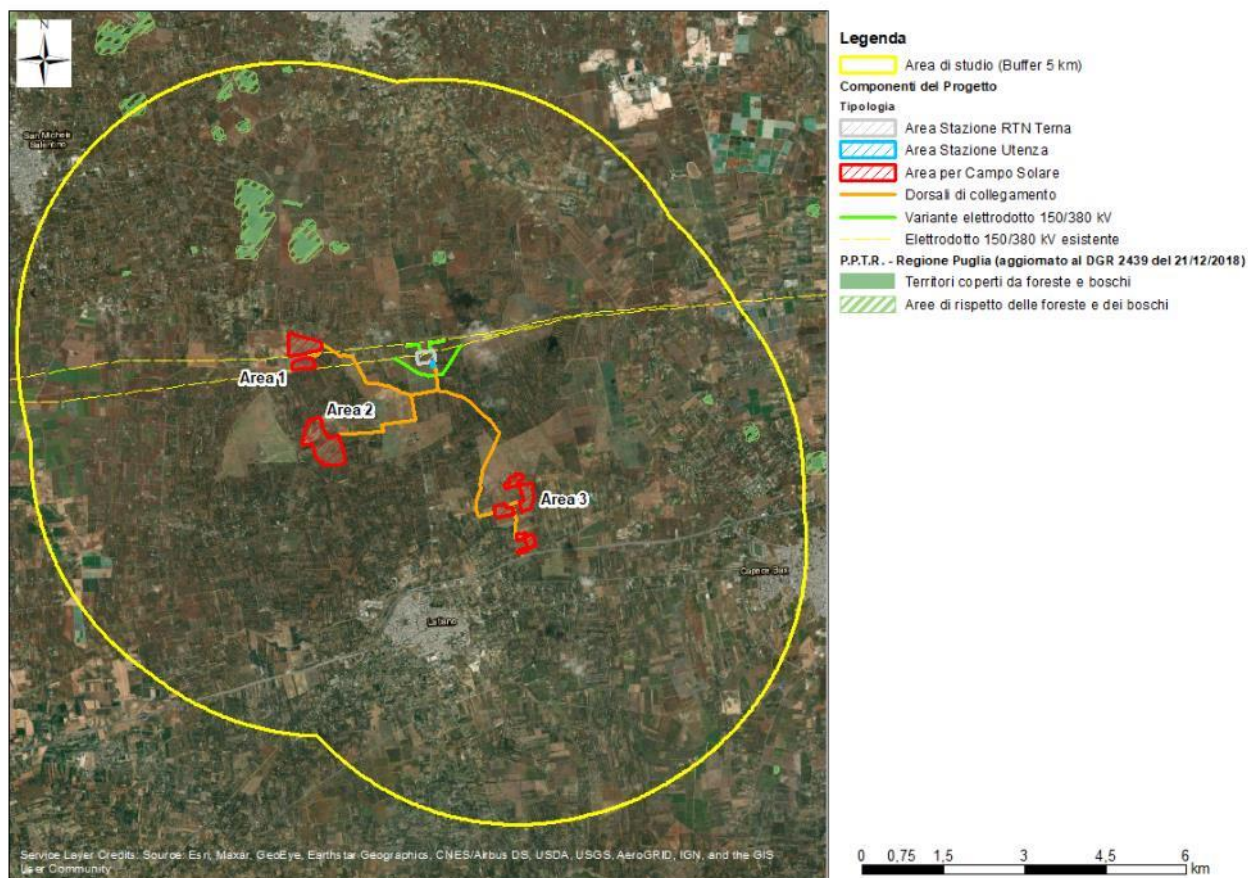 N
San Michele
Salentino
Area 1
Area 2
Area 3
Latiano
Service Layer Credits: Source: Esri, Maxar, GeoEye, Earthstar Geographics, CNES/Airbus DS, USDA, USGS, AeroGRID, IGN, and the GIS
User Community
Legenda
Area di studio (Buffer 5 km)
Componenti del Progetto
Tipologia
Area Stazione RTN Terna
Area Stazione Utenza
Area per Campo Solare
Dorsali di collegamento
Variante elettrodotto 150/380 kV
Elettrodotto 150/380 kV esistente
P.P.T.R. - Regione Puglia (aggiornato al DGR 2439 del 21/12/2018)
Territori coperti da foreste e boschi
Aree di rispetto delle foreste e dei boschi
0 0,75 1,5 3 4,5 6
km